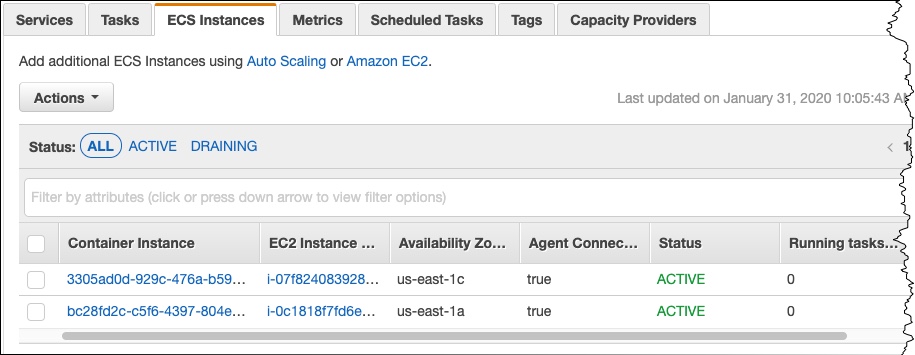 Services Tasks ECS Instances Metrics Scheduled Tasks Tags Capacity Providers
Add additional ECS Instances using Auto Scaling or Amazon EC2.
Actions Last updated on January 31, 2020 10:05:43
Status: ALL ACTIVE DRAINING
Filter by attributes (click or press down arrow to view filter options)
Container Instance EC2 Instance ... Availability Zo... Agent Connec... Status Running tasks...
3305ad0d-929c-476a-b59... i-07f824083928... us-east-1c true ACTIVE 0
bc28fd2c-c5f6-4397-804e... i-0c1818f7fd6e... us-east-1a true ACTIVE 0